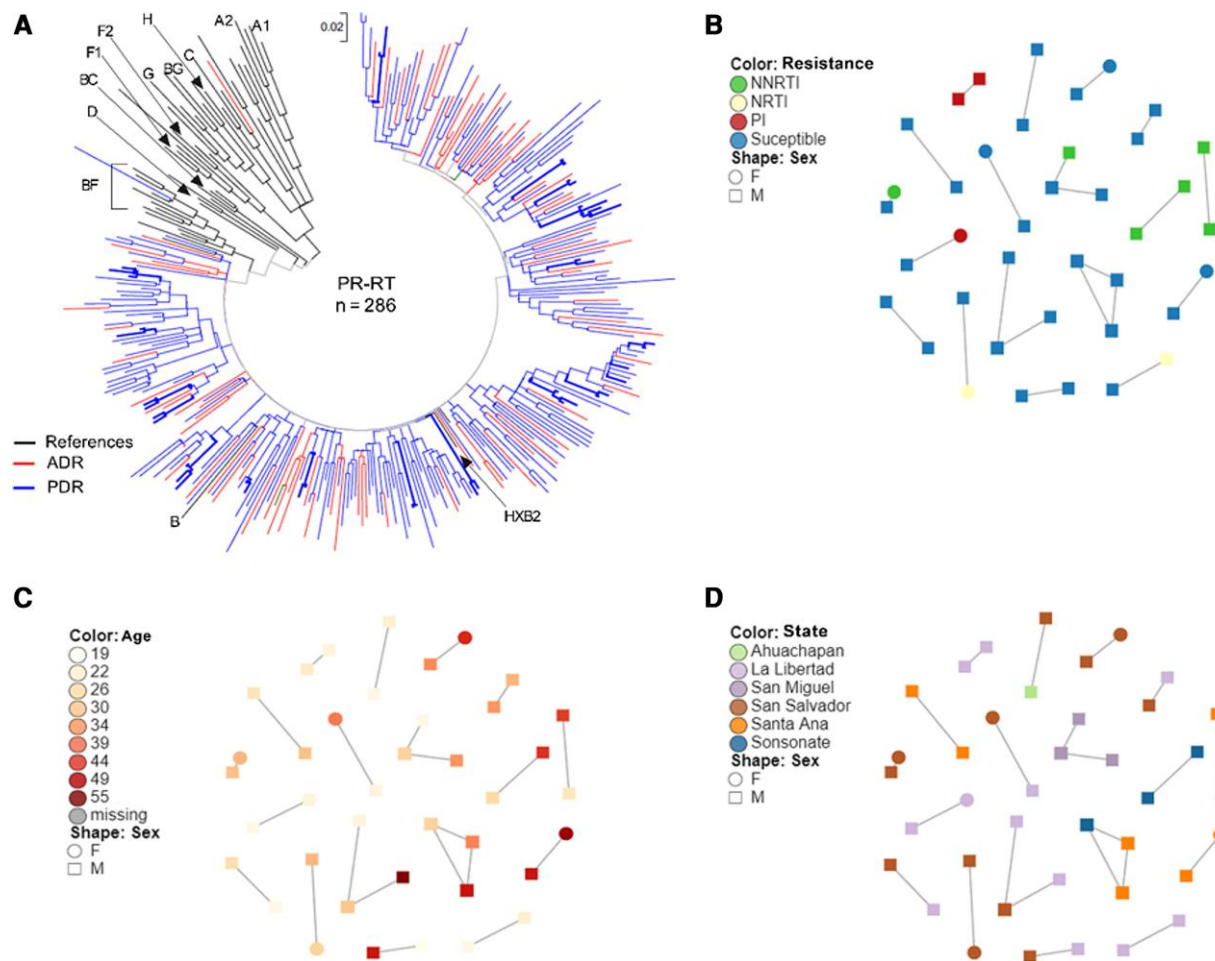 A
H
A2
A1
F2
F1
C
BG
G
BC
D
BF
0.02
PR-RT
n = 286
References
ADR
PDR
B
HXB2
B
Color: Resistance
NNRTI
NRTI
PI
Suceptible
Shape: Sex
F
M
C
Color: Age
19
22
26
30
34
39
44
49
55
missing
Shape: Sex
F
M
D
Color: State
Ahuachapan
La Libertad
San Miguel
San Salvador
Santa Ana
Sonsonate
Shape: Sex
F
M